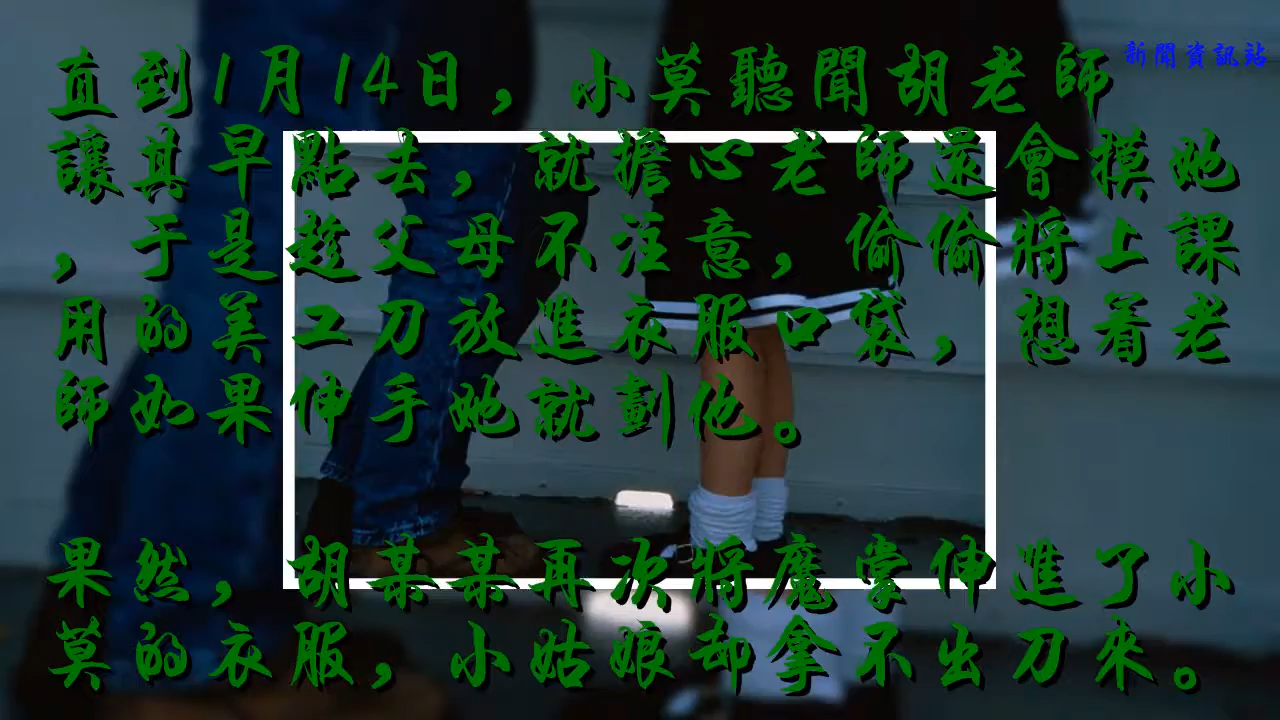 新聞資訊站
直到1月14日，小莫聽聞胡老師
讓其早點去，就擔心老師還會摸她
，于是趁父母不注意，偷偷將上課
用的美工刀放進衣服口袋，想着老
師如果伸手她就劃他。
果然，胡某某再次將魔掌伸進了小
莫的衣服，小姑娘却拿不出刀來。